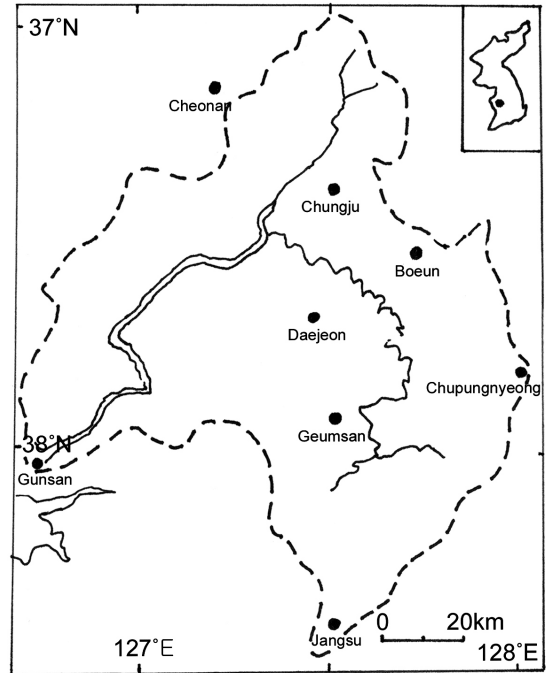 37°N
Cheonan
Chungju
Boeun
Daejeon
Chupungnyeong
Geumsan
38°N
Gunsan
Jangsu
0 20km
127°E
128°E